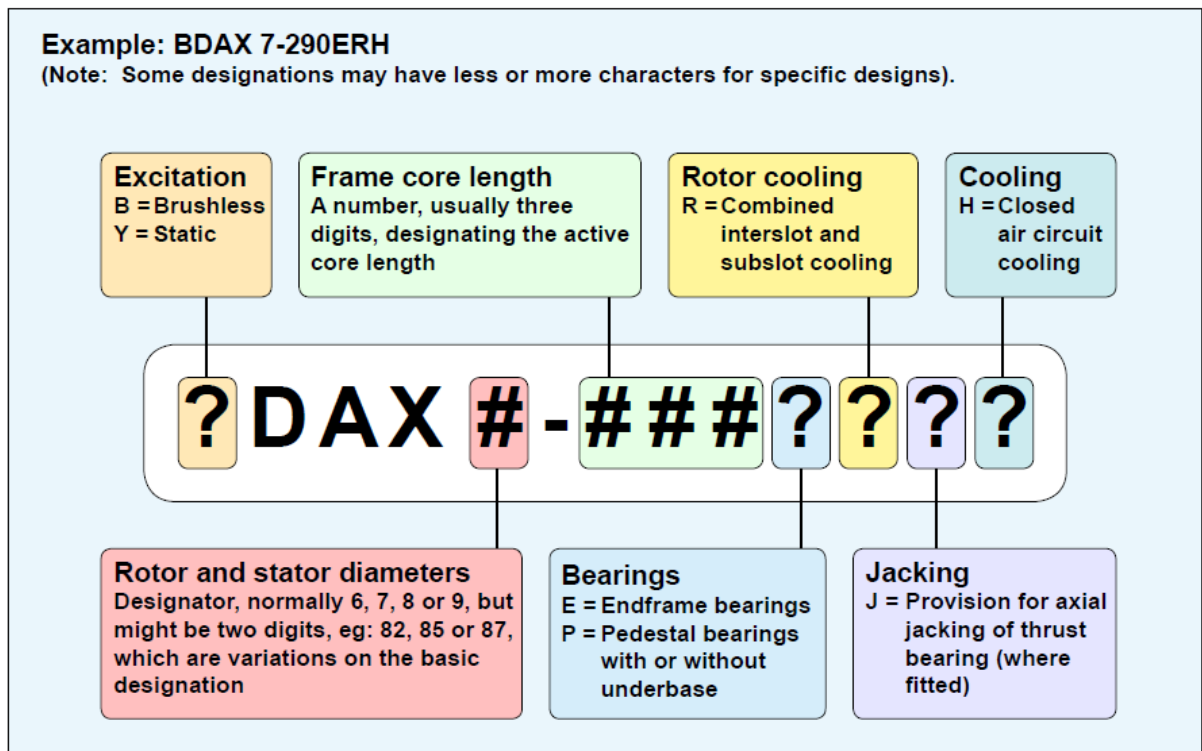 Example: BDAX 7-290ERH
(Note: Some designations may have less or more characters for specific designs).
Excitation
B = Brushless
Y = Static
Frame core length
A number, usually three
digits, designating the active
core length
Rotor cooling
R = Combined
interslot and
subslot cooling
Cooling
H = Closed
air circuit
cooling
?DAX #-###????
Rotor and stator diameters
Designator, normally 6, 7, 8 or 9, but
might be two digits, eg: 82, 85 or 87,
which are variations on the basic
designation
Bearings
E = Endframe bearings
P = Pedestal bearings
with or without
underbase
Jacking
J = Provision for axial
jacking of thrust
bearing (where
fitted)